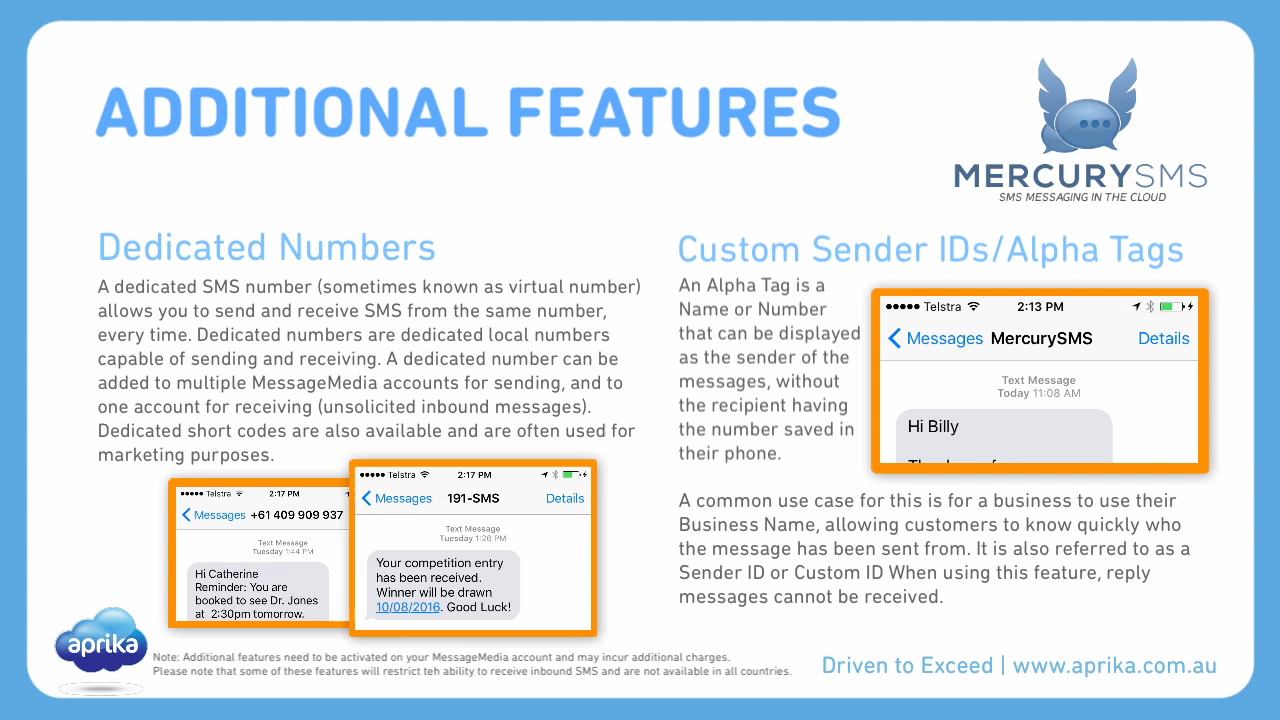 ADDITIONAL FEATURES
MERCURYSMS
SMS MESSAGING IN THE CLOUD
Dedicated Numbers
A dedicated SMS number (sometimes known as virtual number)
allows you to send and receive SMS from the same number,
every time. Dedicated numbers are dedicated local numbers
capable of sending and receiving. A dedicated number can be
added to multiple MessageMedia accounts for sending, and to
one account for receiving (unsolicited inbound messages).
Dedicated short codes are also available and are often used for
marketing purposes.
Telstra 2:17 PM
Messages +61 409 909 937
Text Message
Tuesday 1:44 PM
Hi Catherine
Reminder: You are
booked to see Dr. Jones
at 2:30pm tomorrow.
Telstra 2:17 PM
Messages 191-SMS Details
Text Message
Tuesday 1:26 PM
Your competition entry
has been received.
Winner will be drawn
10/08/2016. Good Luck!
Custom Sender IDs/Alpha Tags
An Alpha Tag is a
Name or Number
that can be displayed
as the sender of the
messages, without
the recipient having
the number saved in
their phone.
Telstra 2:13 PM
Messages MercurySMS Details
Text Message
Today 11:08 AM
Hi Billy
A common use case for this is for a business to use their
Business Name, allowing customers to know quickly who
the message has been sent from. It is also referred to as a
Sender ID or Custom ID When using this feature, reply
messages cannot be received.
aprika
Note: Additional features need to be activated on your MessageMedia account and may incur additional charges.
Please note that some of these features will restrict teh ability to receive inbound SMS and are not available in all countries.
Driven to Exceed | www.aprika.com.au